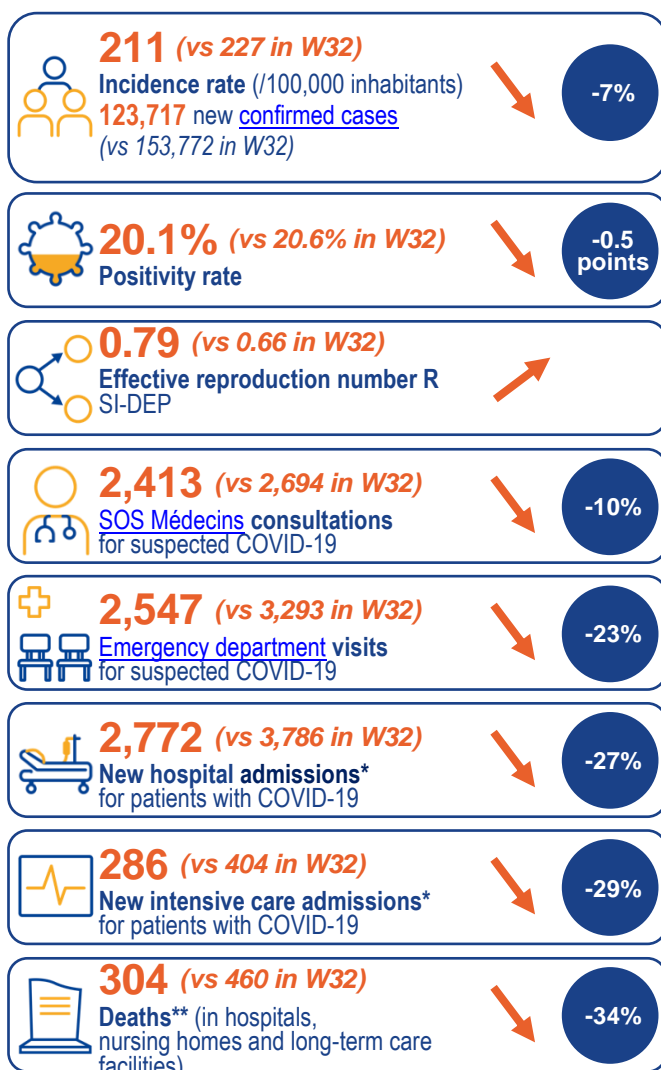 211 (vs 227 in W32)
Incidence rate (/100,000 inhabitants)
123,717 new confirmed cases
(vs 153,772 in W32)
-7%
20.1% (vs 20.6% in W32)
Positivity rate
-0.5
points
0.79 (vs 0.66 in W32)
Effective reproduction number R
SI-DEP
2,413 (vs 2,694 in W32)
SOS Médecins consultations
for suspected COVID-19
-10%
2,547 (vs 3,293 in W32)
Emergency department visits
for suspected COVID-19
-23%
2,772 (vs 3,786 in W32)
New hospital admissions*
for patients with COVID-19
-27%
286 (vs 404 in W32)
New intensive care admissions*
for patients with COVID-19
-29%
304 (vs 460 in W32)
Deaths** (in hospitals,
nursing homes and long-term care
facilities)
-34%